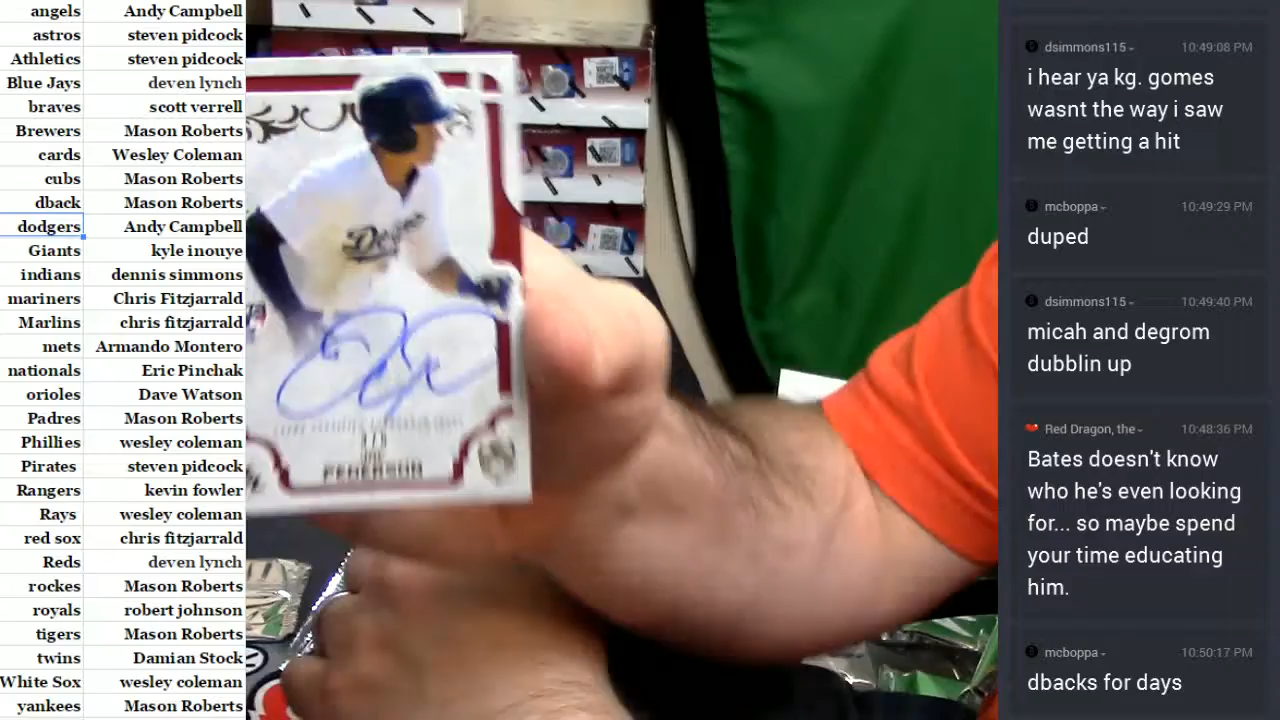 angels Andy Campbell
astros steven pidcock
Athletics steven pidcock
Blue Jays deven lynch
braves scott verrell
Brewers Mason Roberts
cards Wesley Coleman
cubs Mason Roberts
dback Mason Roberts
dodgers Andy Campbell
Giants kyle inouye
indians dennis simmons
mariners Chris Fitzjarrald
Marlins chris fitzjarrald
mets Armando Montero
nationals Eric Pinchak
orioles Dave Watson
Padres Mason Roberts
Phillies wesley coleman
Pirates steven pidcock
Rangers kevin fowler
Rays wesley coleman
red sox chris fitzjarrald
Reds deven lynch
rockes Mason Roberts
royals robert johnson
tigers Mason Roberts
twins Damian Stock
White Sox wesley coleman
yankees Mason Roberts
PEDERSON
dsimmons115 10:49:08 PM
i hear ya kg. gomes
wasnt the way i saw
me getting a hit
mcboppa 10:49:29 PM
duped
dsimmons115 10:49:40 PM
micah and degrom
dubblin up
Red Dragon, the 10:48:36 PM
Bates doesn't know
who he's even looking
for... so maybe spend
your time educating
him.
mcboppa 10:50:17 PM
dbacks for days